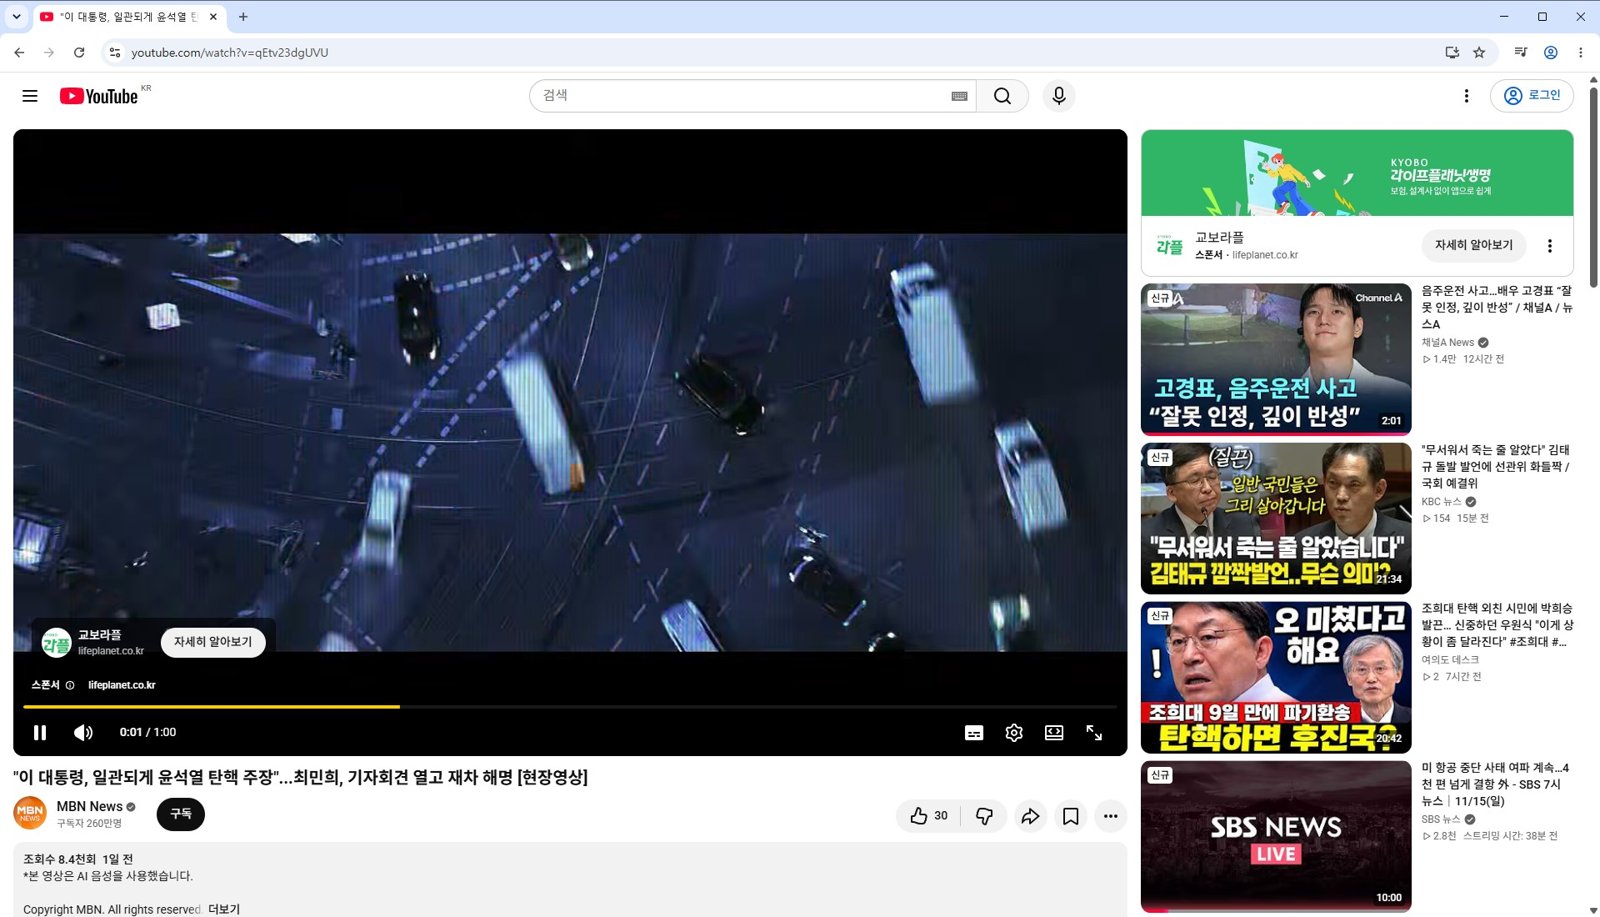 "이 대통령, 일관되게 윤석열 탄
youtube.com/watch?v=qEtv23dgUVU
YouTube KR
검색
로그인
교보라플
lifeplanet.co.kr
자세히 알아보기
스폰서
lifeplanet.co.kr
0:01 / 1:00
"이 대통령, 일관되게 윤석열 탄핵 주장"...최민희, 기자회견 열고 재차 해명 [현장영상]
MBN NEWS
MBN News
구독자 260만명
구독
30
조회수 8.4천회 1일 전
*본 영상은 AI 음성을 사용했습니다.
Copyright MBN. All rights reserved. 더보기
KYOBO
라이프플래닛생명
보험, 설계사 없이 앱으로 쉽게
KYOBO
라플
교보라플
스폰서 · lifeplanet.co.kr
자세히 알아보기
신규
Channel A
고경표, 음주운전 사고
"잘못 인정, 깊이 반성"
2:01
음주운전 사고…배우 고경표 “잘
못 인정, 깊이 반성” / 채널A / 뉴
스A
채널A News
1.4만 12시간 전
신규
(질끈)
일반 국민들은
그리 살아갑니다
"무서워서 죽는 줄 알았습니다"
김태규 깜짝발언..무슨 의미?
21:34
"무서워서 죽는 줄 알았다" 김태
규 돌발 발언에 선관위 화들짝 /
국회 예결위
KBC 뉴스
154 15분 전
신규
오 미쳤다고
해요
!
조희대 9일 만에 파기환송
탄핵하면 후진국?
20:42
조희대 탄핵 외친 시민에 박희승
발끈... 신중하던 우원식 "이게 상
황이 좀 달라진다" #조희대 #...
여의도 데스크
2 7시간 전
신규
SBS NEWS
LIVE
10:00
미 항공 중단 사태 여파 계속…4
천 편 넘게 결항 外 - SBS 7시
뉴스｜11/15(일)
SBS 뉴스
2.8천 스트리밍 시간: 38분 전